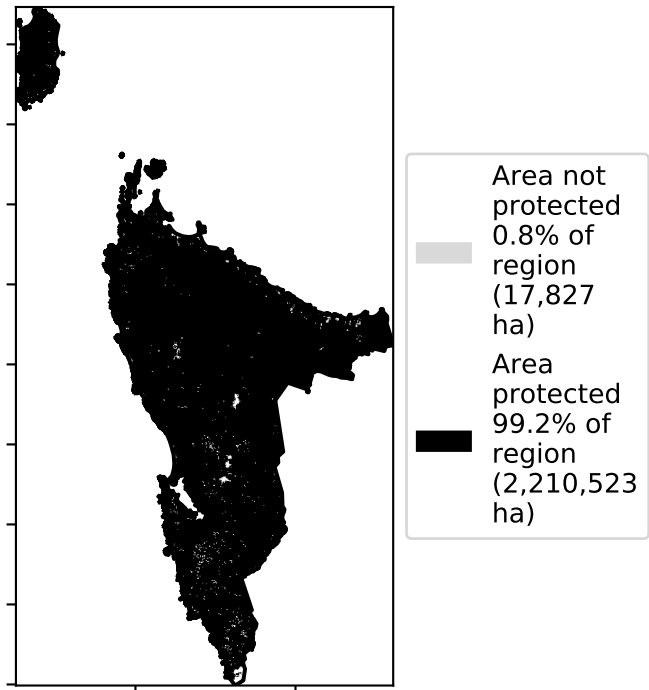 Area not
protected
0.8% of
region
(17,827
ha)
Area
protected
99.2% of
region
(2,210,523
ha)